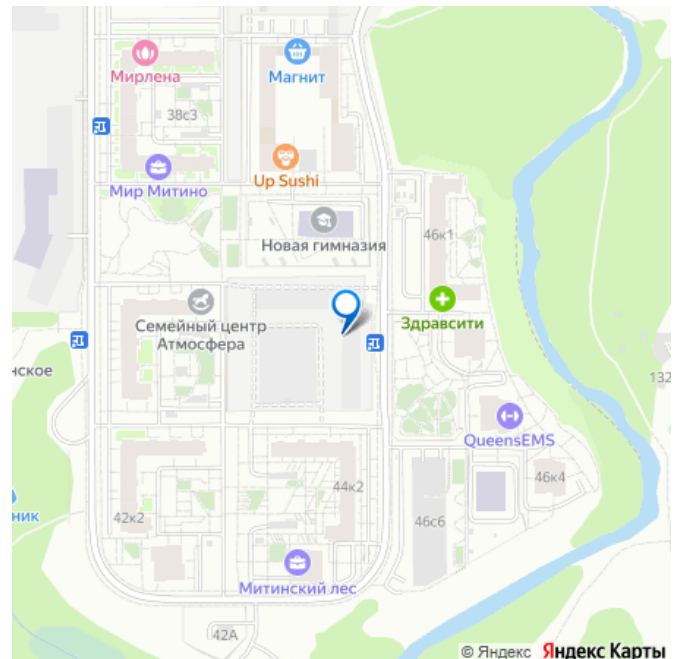 Мирлена
Магнит
38с3
Мир Митино
Up Sushi
Новая гимназия
46к1
Семейный центр
Атмосфера
Здравсити
нское
132
QueensEMS
44к2
46к4
ник
42к2
46с6
Митинский лес
42А
© Яндекс Яндекс Карты